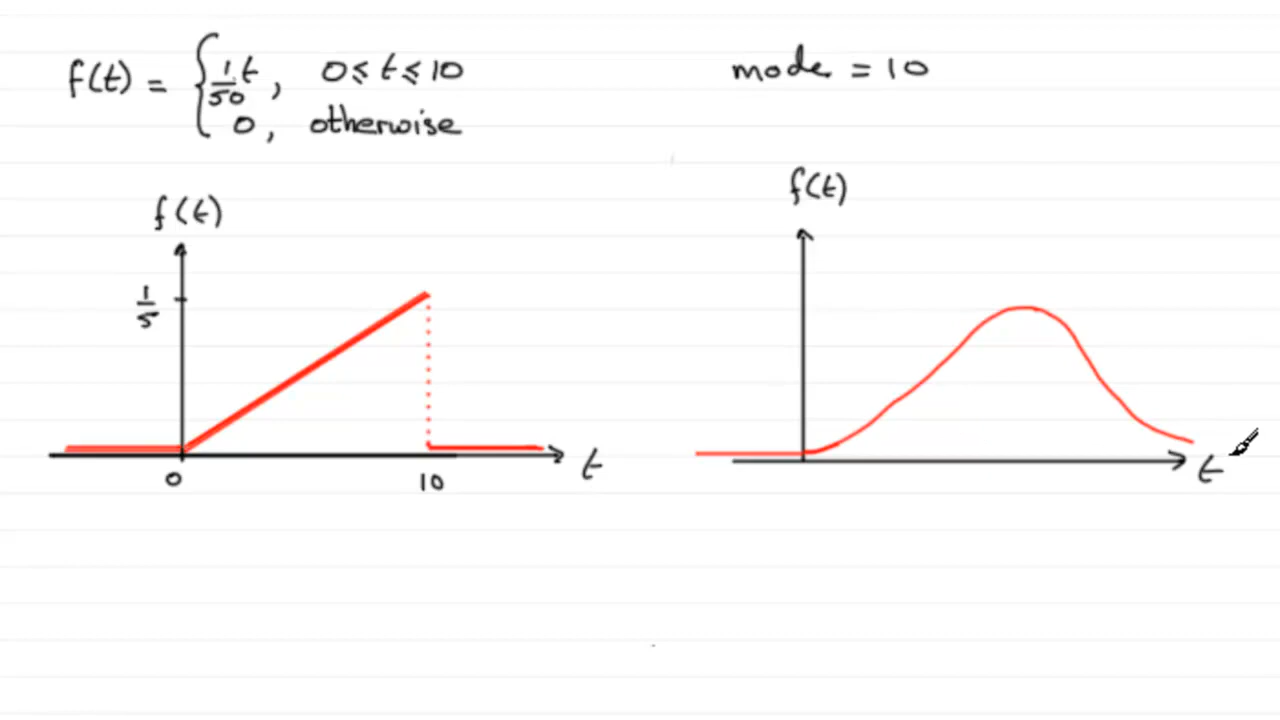 f(t) = { 1/50 t, 0 ≤ t ≤ 10
0, otherwise
mode = 10
f(t)
1/5
0
10
t
f(t)
t